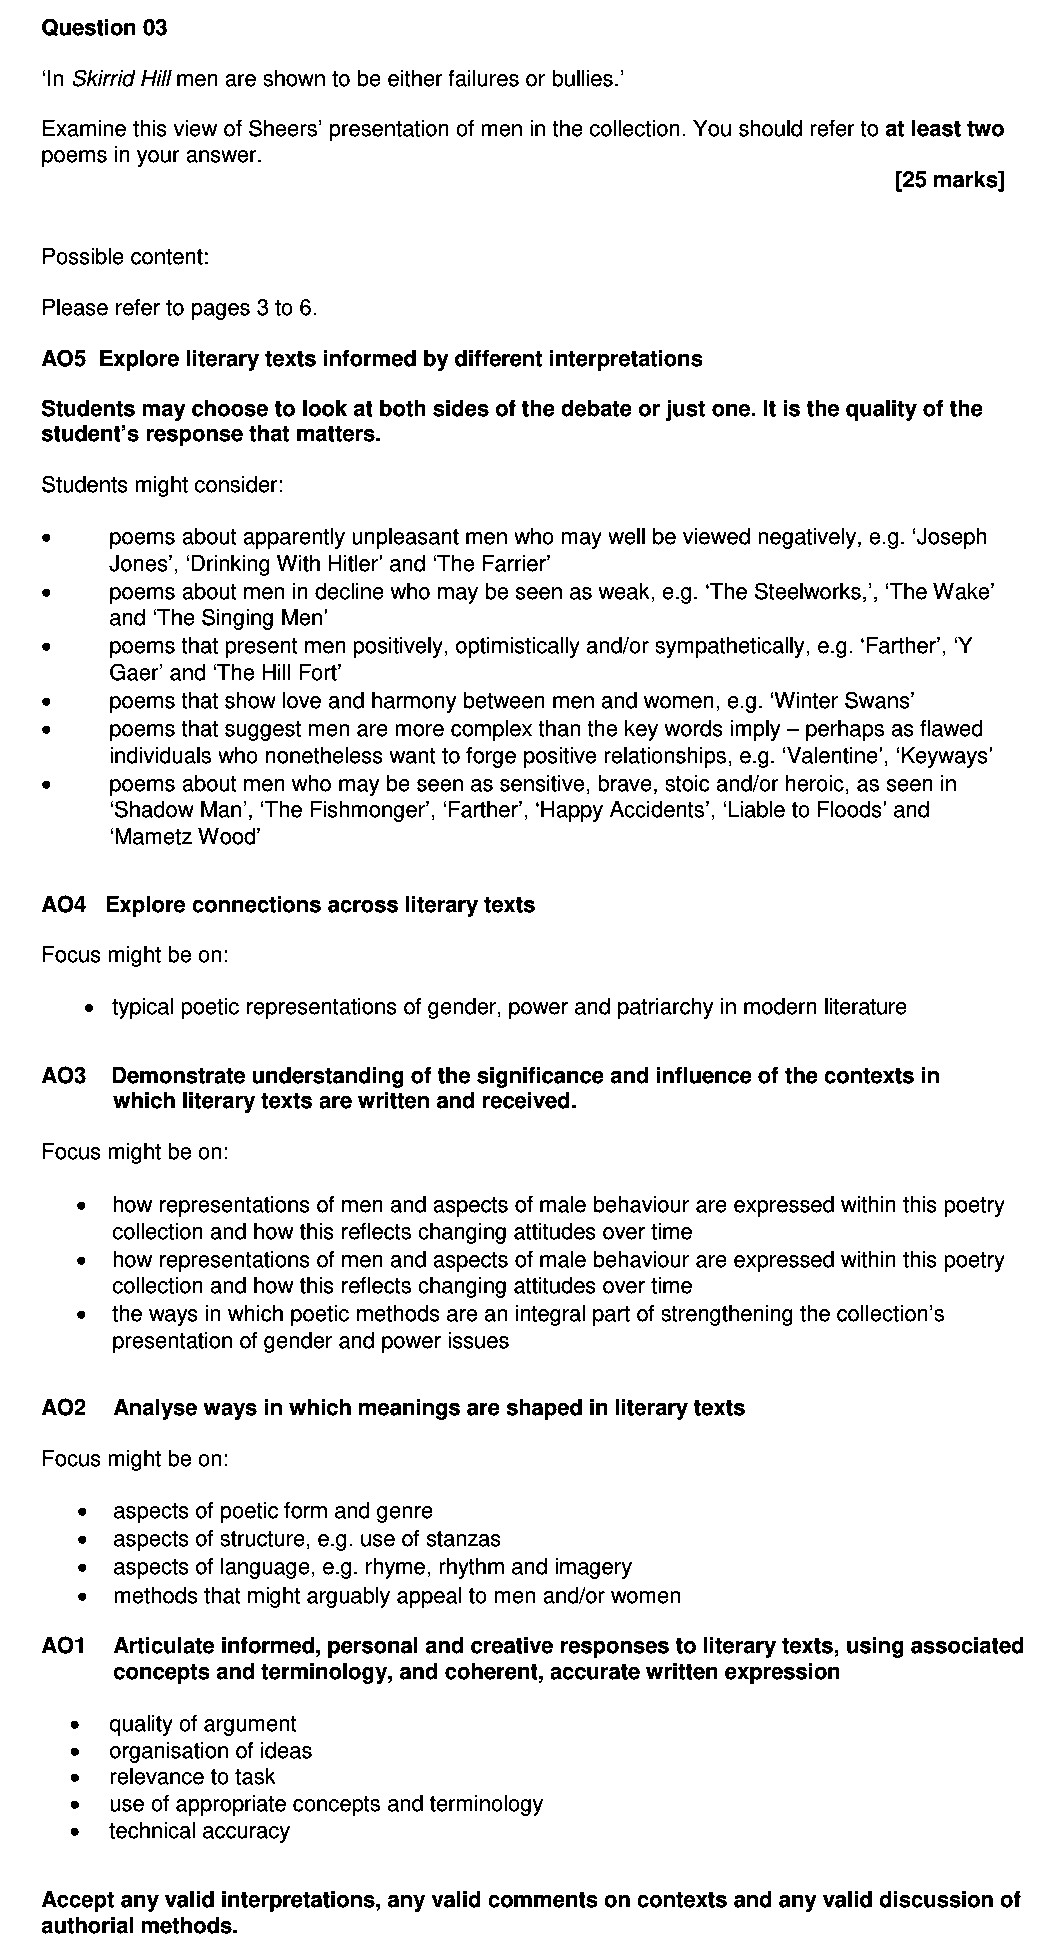 Question 03
‘In Skirrid Hill men are shown to be either failures or bullies.’
Examine this view of Sheers’ presentation of men in the collection. You should refer to at least two
poems in your answer.
[25 marks]
Possible content:
Please refer to pages 3 to 6.
AO5 Explore literary texts informed by different interpretations
Students may choose to look at both sides of the debate or just one. It is the quality of the
student’s response that matters.
Students might consider:
• poems about apparently unpleasant men who may well be viewed negatively, e.g. ‘Joseph
Jones’, ‘Drinking With Hitler’ and ‘The Farrier’
• poems about men in decline who may be seen as weak, e.g. ‘The Steelworks,’, ‘The Wake’
and ‘The Singing Men’
• poems that present men positively, optimistically and/or sympathetically, e.g. ‘Farther’, ‘Y
Gaer’ and ‘The Hill Fort’
• poems that show love and harmony between men and women, e.g. ‘Winter Swans’
• poems that suggest men are more complex than the key words imply – perhaps as flawed
individuals who nonetheless want to forge positive relationships, e.g. ‘Valentine’, ‘Keyways’
• poems about men who may be seen as sensitive, brave, stoic and/or heroic, as seen in
‘Shadow Man’, ‘The Fishmonger’, ‘Farther’, ‘Happy Accidents’, ‘Liable to Floods’ and
‘Mametz Wood’
AO4 Explore connections across literary texts
Focus might be on:
• typical poetic representations of gender, power and patriarchy in modern literature
AO3 Demonstrate understanding of the significance and influence of the contexts in
which literary texts are written and received.
Focus might be on:
• how representations of men and aspects of male behaviour are expressed within this poetry
collection and how this reflects changing attitudes over time
• how representations of men and aspects of male behaviour are expressed within this poetry
collection and how this reflects changing attitudes over time
• the ways in which poetic methods are an integral part of strengthening the collection’s
presentation of gender and power issues
AO2 Analyse ways in which meanings are shaped in literary texts
Focus might be on:
• aspects of poetic form and genre
• aspects of structure, e.g. use of stanzas
• aspects of language, e.g. rhyme, rhythm and imagery
• methods that might arguably appeal to men and/or women
AO1 Articulate informed, personal and creative responses to literary texts, using associated
concepts and terminology, and coherent, accurate written expression
• quality of argument
• organisation of ideas
• relevance to task
• use of appropriate concepts and terminology
• technical accuracy
Accept any valid interpretations, any valid comments on contexts and any valid discussion of
authorial methods.